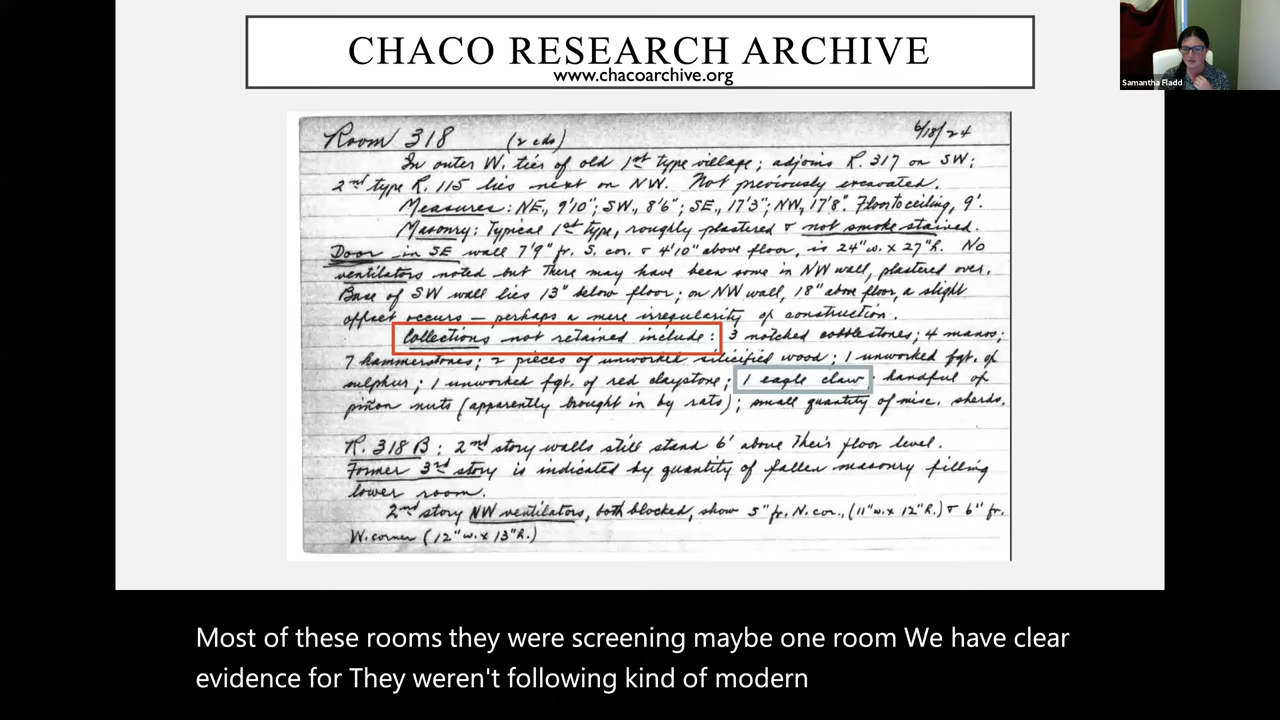 CHACO RESEARCH ARCHIVE
www.chacoarchive.org
Samantha Fladd
Room 318 (2 cds) 6/18/24
In outer W. tiers of old 1st type village; adjoins R. 317 on SW;
2nd type R. 115 lies next on NW. Not previously excavated.
Measures: NE., 9'10"; SW., 8'6"; SE., 17'3"; NW, 17'8". Floor to ceiling, 9'.
Masonry: Typical 1st type, roughly plastered & not smoke stained.
Door in SE wall 7'9" fr. S. cor. & 4'10" above floor, is 24"w. x 27"h. No
ventilators noted but there may have been some in NW wall, plastered over.
Base of SW wall lies 13" below floor; on NW wall, 18" above floor, a slight
offset occurs — perhaps a mere irregularity of construction.
Collections not retained include: 3 notched cobblestones; 4 manos;
7 hammerstones; 2 pieces of unworked silicified wood; 1 unworked fgt. of
sulphur; 1 unworked fgt. of red claystone; 1 eagle claw; handful of
piñon nuts (apparently brought in by rats); small quantity of misc. sherds.
R. 318 B: 2nd story walls still stand 6' above their floor level.
Former 3rd story is indicated by quantity of fallen masonry filling
lower room.
2nd story NW ventilators, both blocked, show 5" fr. N. cor., (11"w. x 12"h.) & 6" fr.
W. corner (12"w. x 13"h.)
Most of these rooms they were screening maybe one room We have clear
evidence for They weren't following kind of modern